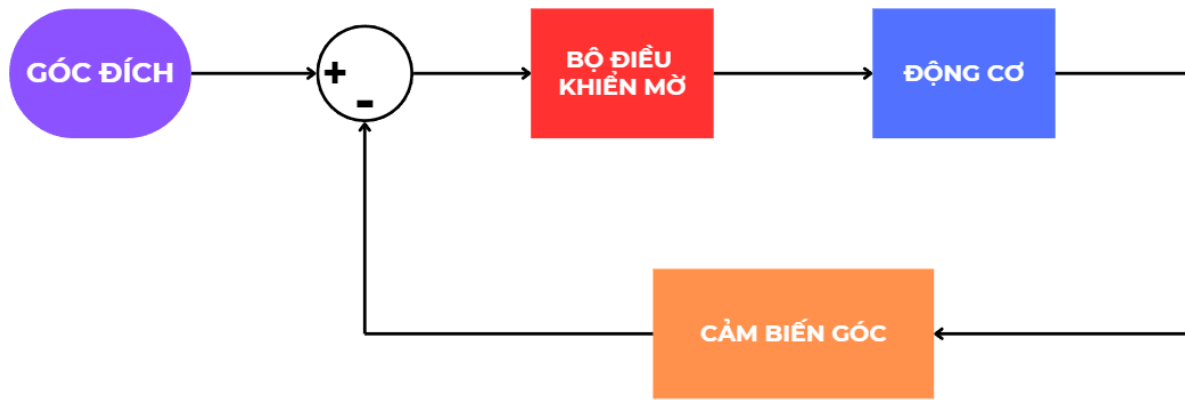 GÓC ĐÍCH
+
-
BỘ ĐIỀU
KHIỂN MỜ
ĐỘNG CƠ
CẢM BIẾN GÓC